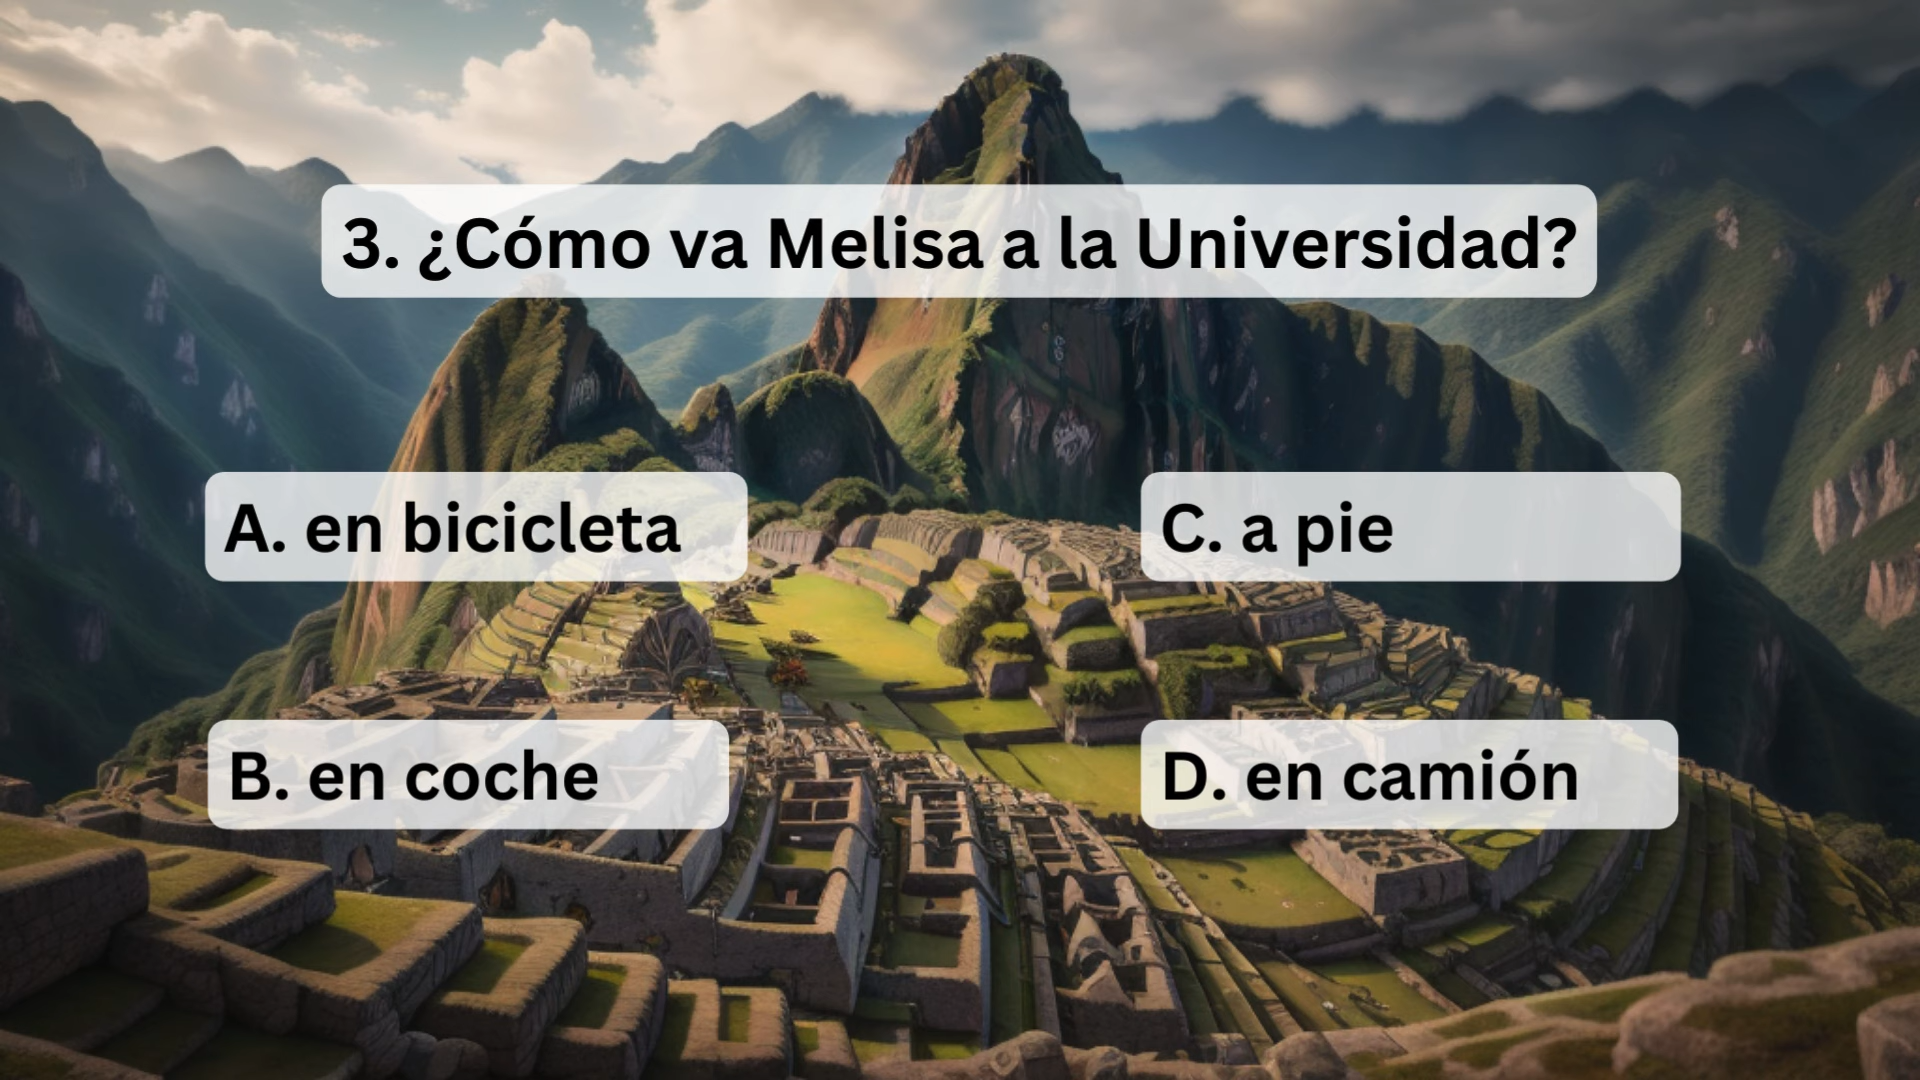 3. ¿Cómo va Melisa a la Universidad?
A. en bicicleta
B. en coche
C. a pie
D. en camión